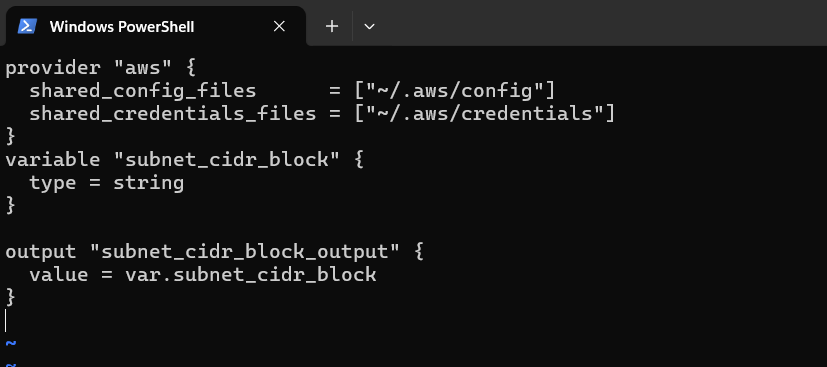 Windows PowerShell
provider "aws" {
  shared_config_files      = ["~/.aws/config"]
  shared_credentials_files = ["~/.aws/credentials"]
}
variable "subnet_cidr_block" {
  type = string
}

output "subnet_cidr_block_output" {
  value = var.subnet_cidr_block
}
~
~